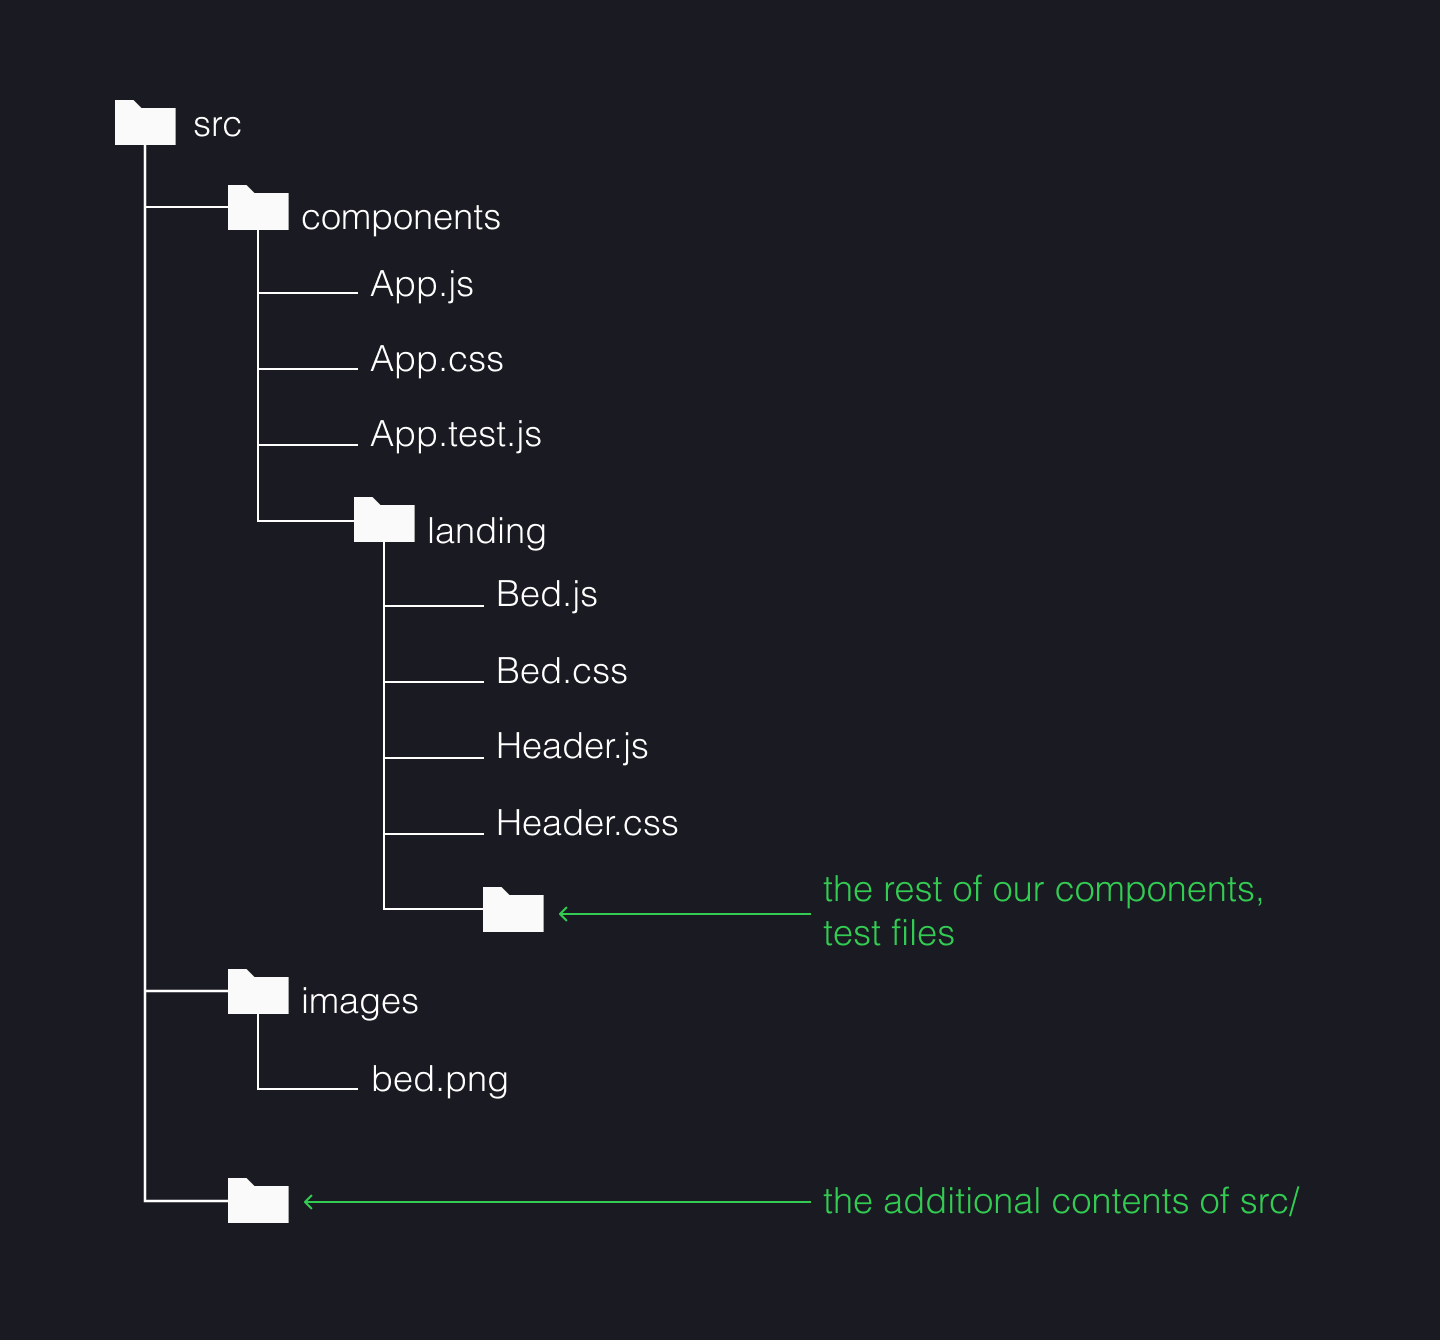 src
components
App.js
App.css
App.test.js
landing
Bed.js
Bed.css
Header.js
Header.css
the rest of our components,
test files
images
bed.png
the additional contents of src/